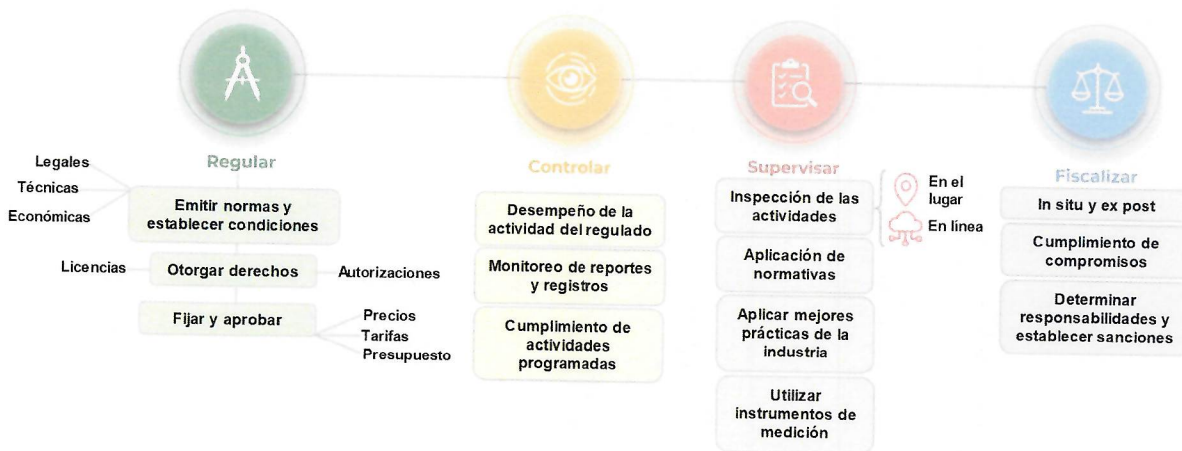 Regular
Legales
Técnicas
Económicas
Emitir normas y
establecer condiciones
Licencias
Otorgar derechos
Autorizaciones
Fijar y aprobar
Precios
Tarifas
Presupuesto
Controlar
Desempeño de la
actividad del regulado
Monitoreo de reportes
y registros
Cumplimiento de
actividades
programadas
Supervisar
Inspección de las
actividades
En el
lugar
En línea
Aplicación de
normativas
Aplicar mejores
prácticas de la
industria
Utilizar
instrumentos de
medición
Fiscalizar
In situ y ex post
Cumplimiento de
compromisos
Determinar
responsabilidades y
establecer sanciones